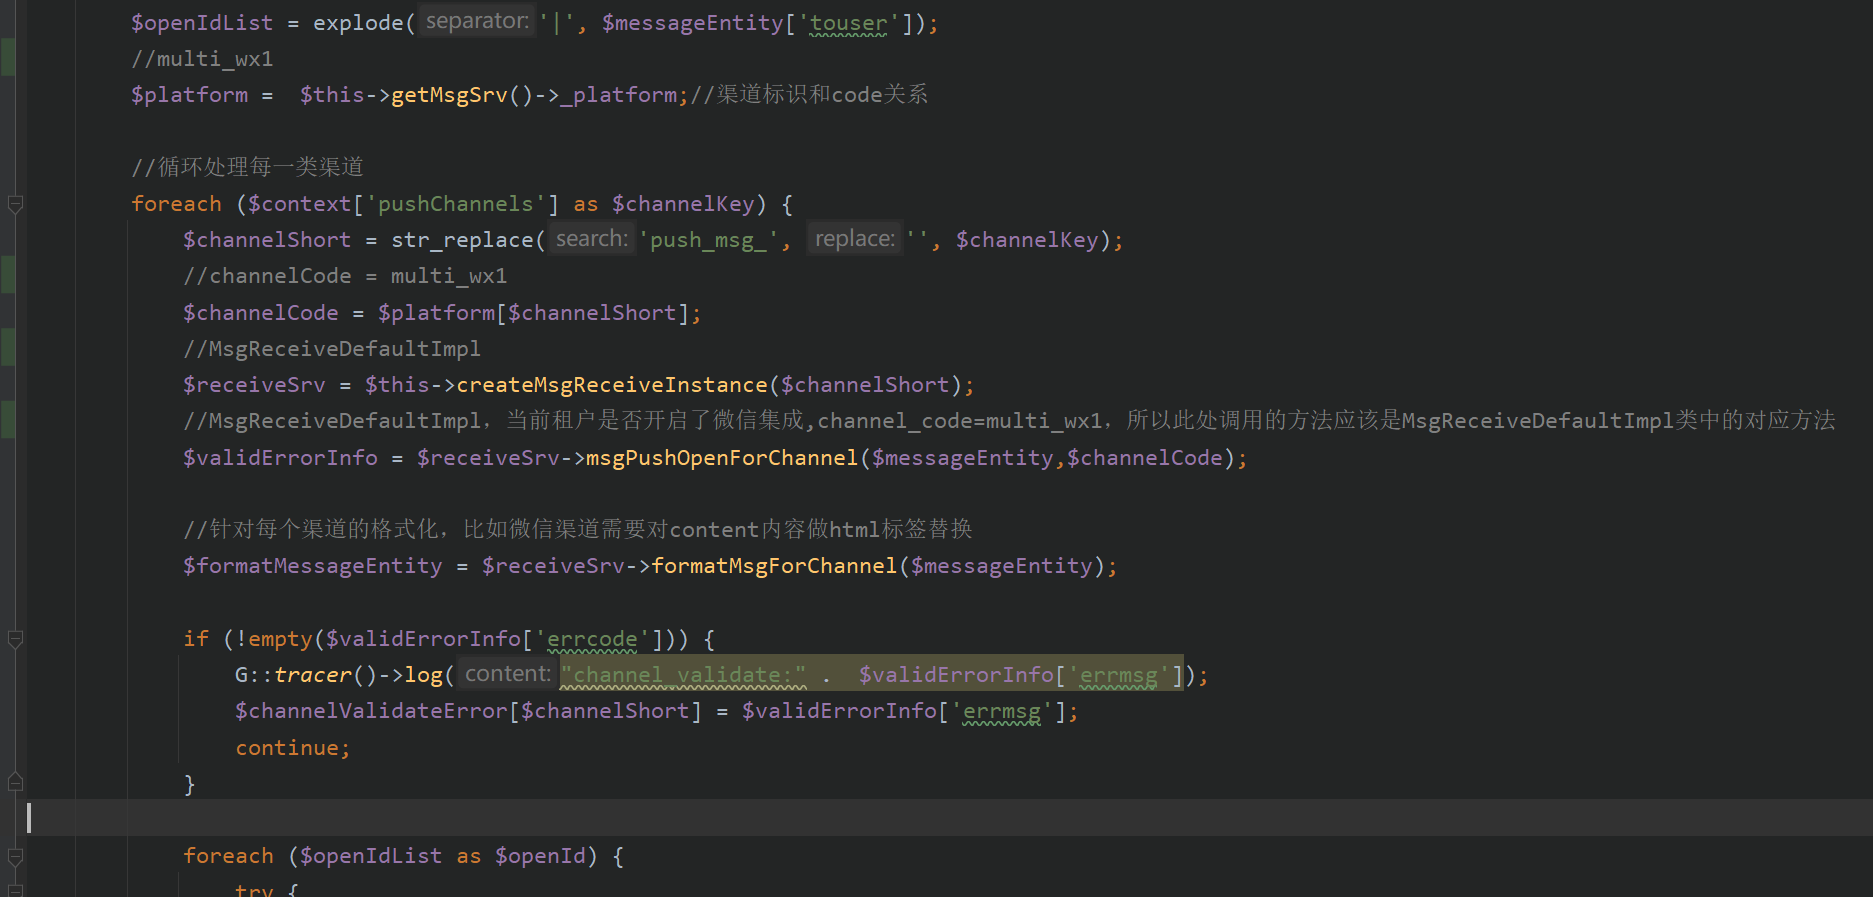 $openIdList = explode( separator: '|', $messageEntity['touser']);
//multi_wx1
$platform =  $this->getMsgSrv()->_platform;//渠道标识和code关系
//循环处理每一类渠道
foreach ($context['pushChannels'] as $channelKey) {
$channelShort = str_replace( search: 'push_msg_', replace: '', $channelKey);
//channelCode = multi_wx1
$channelCode = $platform[$channelShort];
//MsgReceiveDefaultImpl
$receiveSrv = $this->createMsgReceiveInstance($channelShort);
//MsgReceiveDefaultImpl，当前租户是否开启了微信集成,channel_code=multi_wx1，所以此处调用的方法应该是MsgReceiveDefaultImpl类中的对应方法
$validErrorInfo = $receiveSrv->msgPushOpenForChannel($messageEntity,$channelCode);
//针对每个渠道的格式化，比如微信渠道需要对content内容做html标签替换
$formatMessageEntity = $receiveSrv->formatMsgForChannel($messageEntity);
if (!empty($validErrorInfo['errcode'])) {
G::tracer()->log( content: "channel_validate:" .  $validErrorInfo['errmsg']);
$channelValidateError[$channelShort] = $validErrorInfo['errmsg'];
continue;
}
foreach ($openIdList as $openId) {
try {